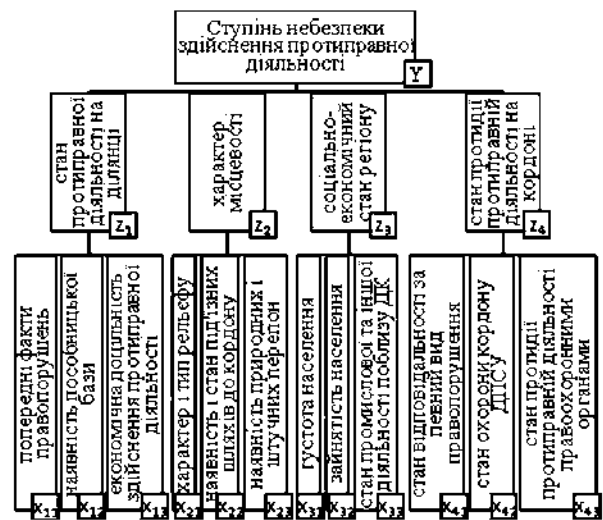 Ступінь небезпеки
здійснення протиправної
діяльності
Y
стан
протиправної
діяльності на
ділянці
z1
характер
місцевості
z2
соціально-
економічний
стан регіону
z3
стан протидії
протиправній
діяльності на
кордоні
z4
попередні факти
правопорушень
x11
наявність пособницької
бази
x12
економічна доцільність
здійснення протиправної
діяльності
x13
характер і тип рельєфу
x21
наявність і стан під'їзних
шляхів до кордону
x22
наявність природних і
штучних перепон
x23
густота населення
x31
зайнятість населення
x32
стан промислової та іншої
діяльності поблизу ДК
x33
стан відповідальності за
певний вид
правопорушення
x43
стан охорони кордону
ДПСУ
x42
стан протидії
протиправній діяльності
правоохоронними
органами
x43